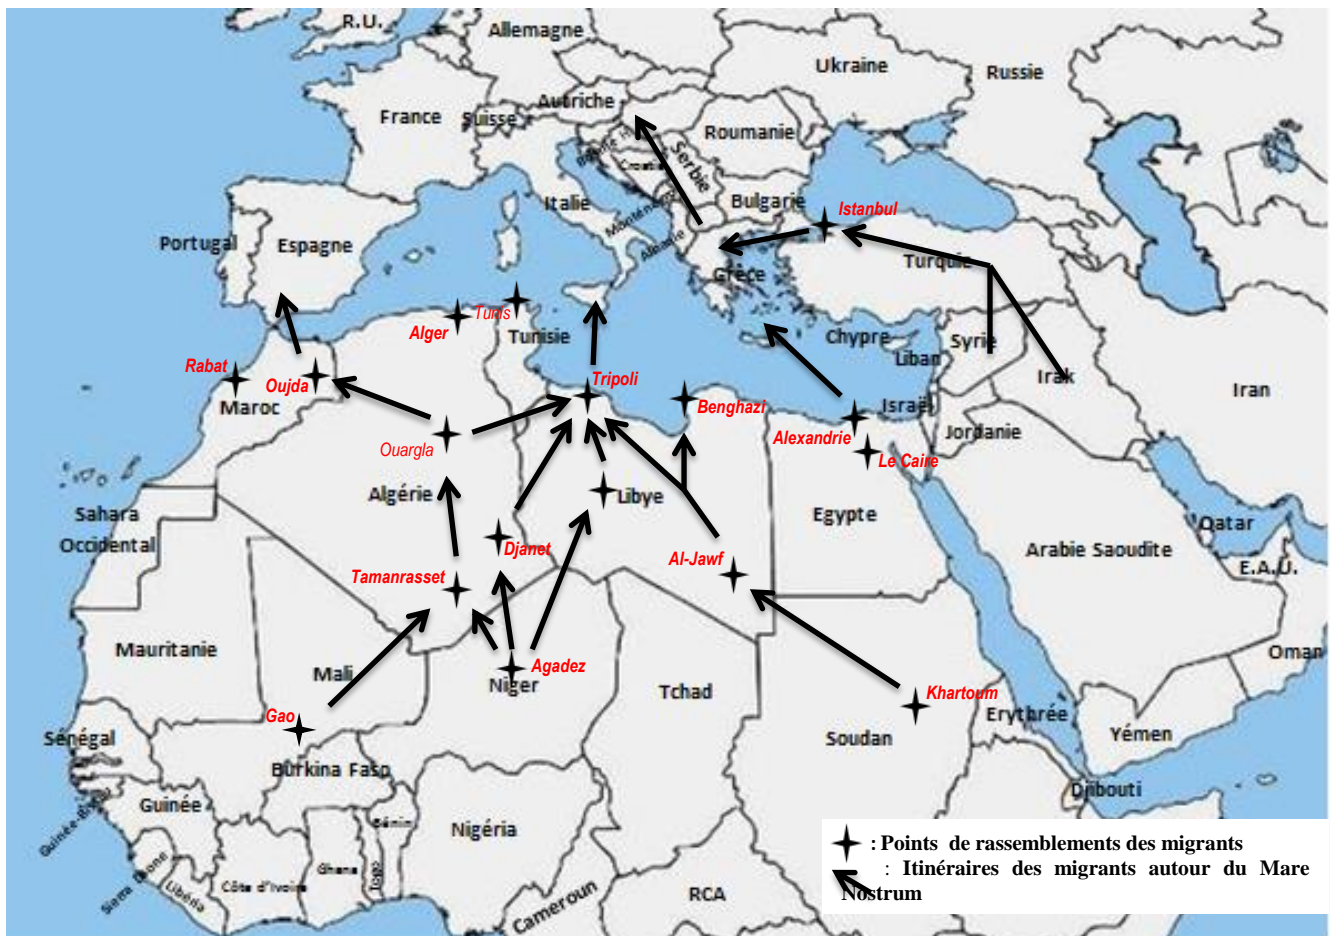 R.U.
Allemagne
Ukraine
Russie
Autriche
France
Suisse
Roumanie
Serbie
Croatie
Italie
Bulgarie
Istanbul
Portugal
Espagne
Albanie
Turquie
Grèce
Alger
Tunis
Tunisie
Chypre
Liban
Syrie
Rabat
Oujda
Maroc
Tripoli
Benghazi
Israël
Irak
Iran
Alexandrie
Jordanie
Le Caire
Ouargla
Algérie
Libye
Egypte
Sahara
Occidental
Qatar
Arabie Saoudite
E.A.U.
Djanet
Al-Jawf
Tamanrasset
Mauritanie
Mali
Agadez
Niger
Tchad
Oman
Khartoum
Erythrée
Gao
Sénégal
Soudan
Yémen
Burkina Faso
Djibouti
Guinée
Bénin
Nigéria
Ghana
Togo
Sierra Leone
Libéria
Côte d'Ivoire
Cameroun
RCA
: Points de rassemblements des migrants
: Itinéraires des migrants autour du Mare
Nostrum